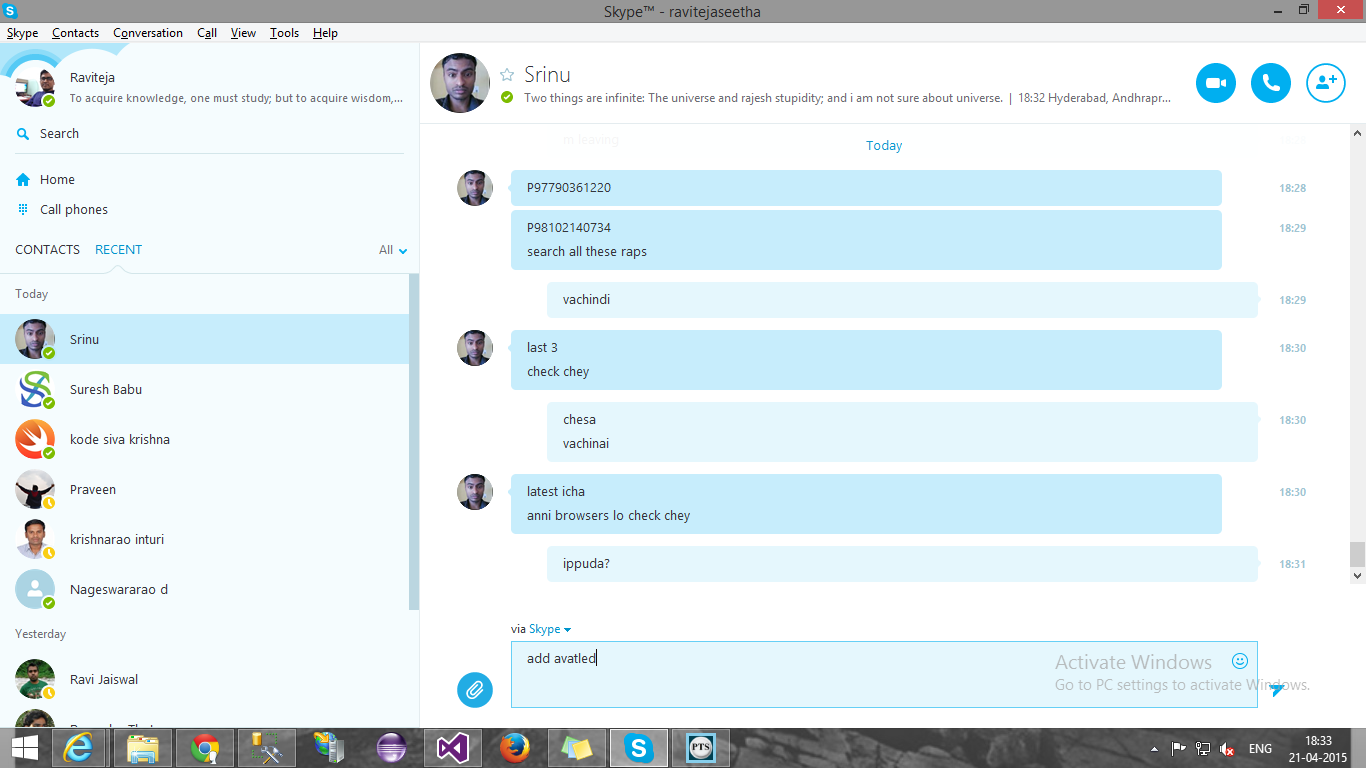 Skype™ - ravitejaseetha
Skype Contacts Conversation Call View Tools Help
Raviteja
To acquire knowledge, one must study; but to acquire wisdom,...
Search
Home
Call phones
CONTACTS RECENT All
Today
Srinu
Suresh Babu
kode siva krishna
Praveen
krishnarao inturi
Nageswararao d
Yesterday
Ravi Jaiswal
Srinu
Two things are infinite: The universe and rajesh stupidity; and i am not sure about universe. | 18:32 Hyderabad, Andhrapr...
m leaving
Today
P97790361220 18:28
P98102140734 18:29
search all these raps
vachindi 18:29
last 3 18:30
check chey
chesa 18:30
vachinai
latest icha 18:30
anni browsers lo check chey
ippuda? 18:31
via Skype
add avatled
Activate Windows
Go to PC settings to activate Windows.
PTS
ENG
18:33
21-04-2015